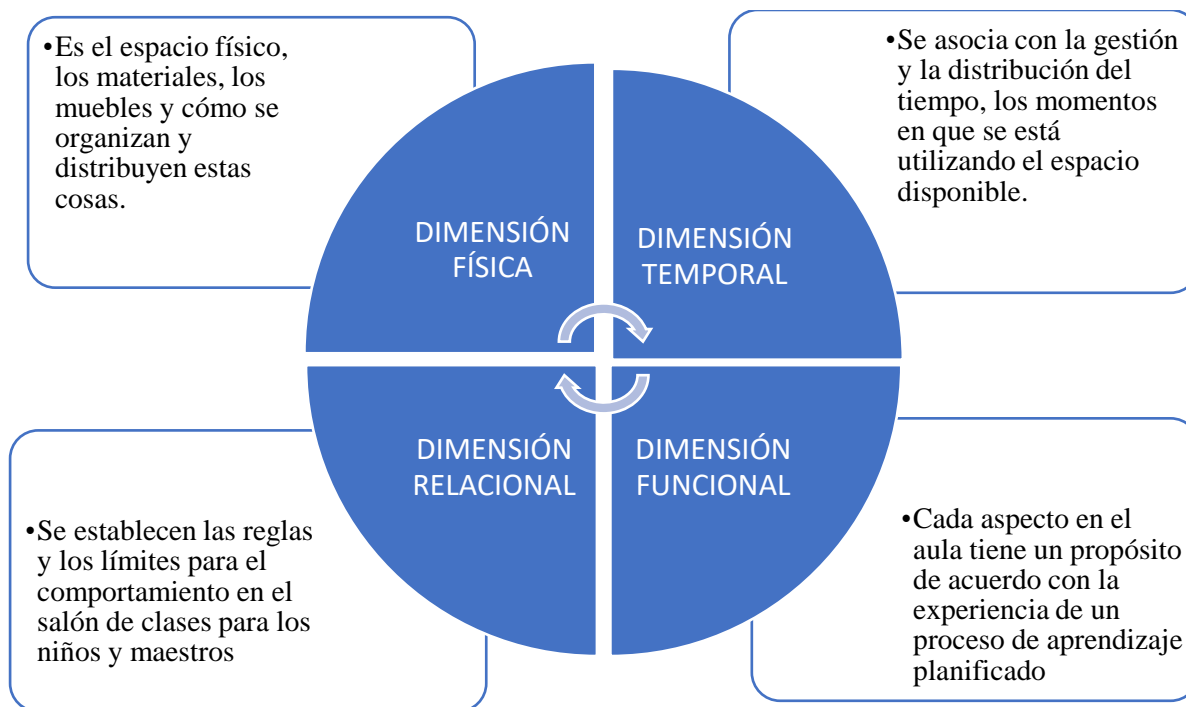 •Es el espacio físico,
los materiales, los
muebles y cómo se
organizan y
distribuyen estas
cosas.
•Se asocia con la gestión
y la distribución del
tiempo, los momentos
en que se está
utilizando el espacio
disponible.
DIMENSIÓN
FÍSICA
DIMENSIÓN
TEMPORAL
DIMENSIÓN
RELACIONAL
DIMENSIÓN
FUNCIONAL
•Se establecen las reglas
y los límites para el
comportamiento en el
salón de clases para los
niños y maestros
•Cada aspecto en el
aula tiene un propósito
de acuerdo con la
experiencia de un
proceso de aprendizaje
planificado